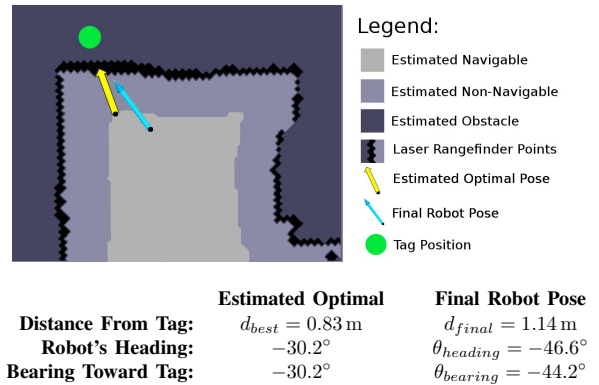 Legend:
Estimated Navigable
Estimated Non-Navigable
Estimated Obstacle
Laser Rangefinder Points
Estimated Optimal Pose
Final Robot Pose
Tag Position
Estimated Optimal Final Robot Pose
Distance From Tag: d_best = 0.83 m d_final = 1.14 m
Robot's Heading: −30.2° θ_heading = −46.6°
Bearing Toward Tag: −30.2° θ_bearing = −44.2°